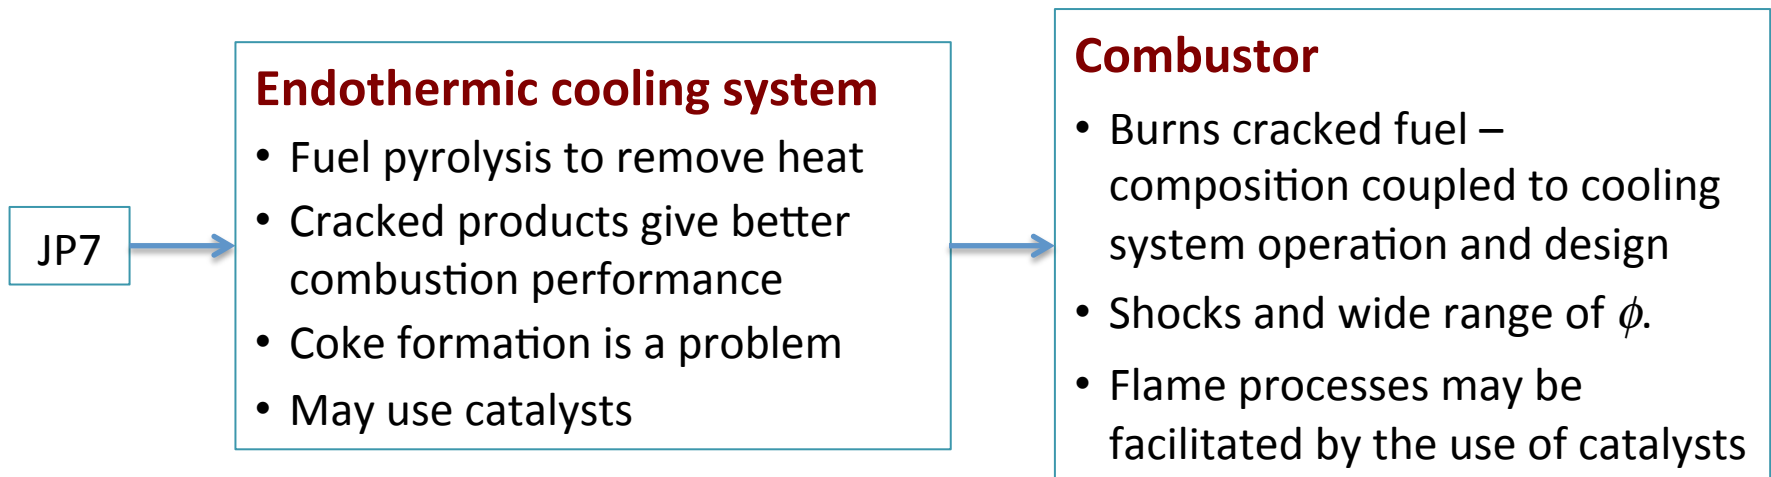 JP7
Endothermic cooling system
• Fuel pyrolysis to remove heat
• Cracked products give better
combustion performance
• Coke formation is a problem
• May use catalysts
Combustor
• Burns cracked fuel –
composition coupled to cooling
system operation and design
• Shocks and wide range of ϕ.
• Flame processes may be
facilitated by the use of catalysts